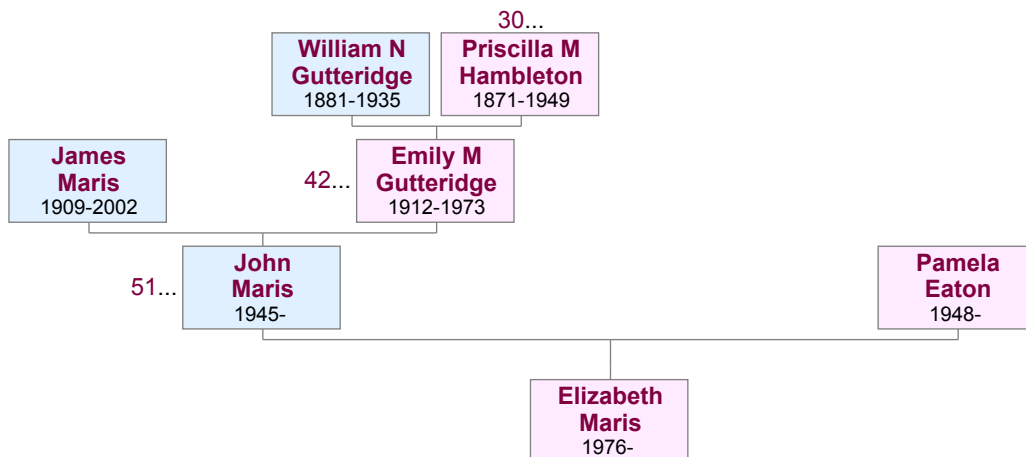 30...
William N
Gutteridge
1881-1935
Priscilla M
Hambleton
1871-1949
James
Maris
1909-2002
42...
Emily M
Gutteridge
1912-1973
51...
John
Maris
1945-
Pamela
Eaton
1948-
Elizabeth
Maris
1976-